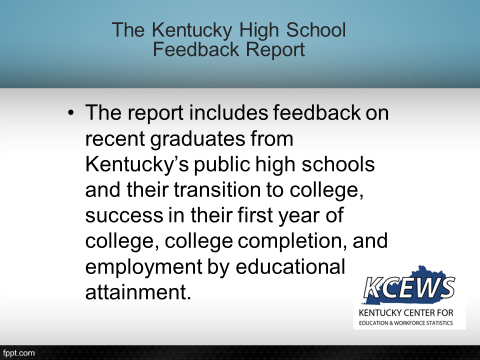 The Kentucky High School
Feedback Report
• The report includes feedback on
recent graduates from
Kentucky’s public high schools
and their transition to college,
success in their first year of
college, college completion, and
employment by educational
attainment.
KCEWS
KENTUCKY CENTER FOR
EDUCATION & WORKFORCE STATISTICS
fppt.com